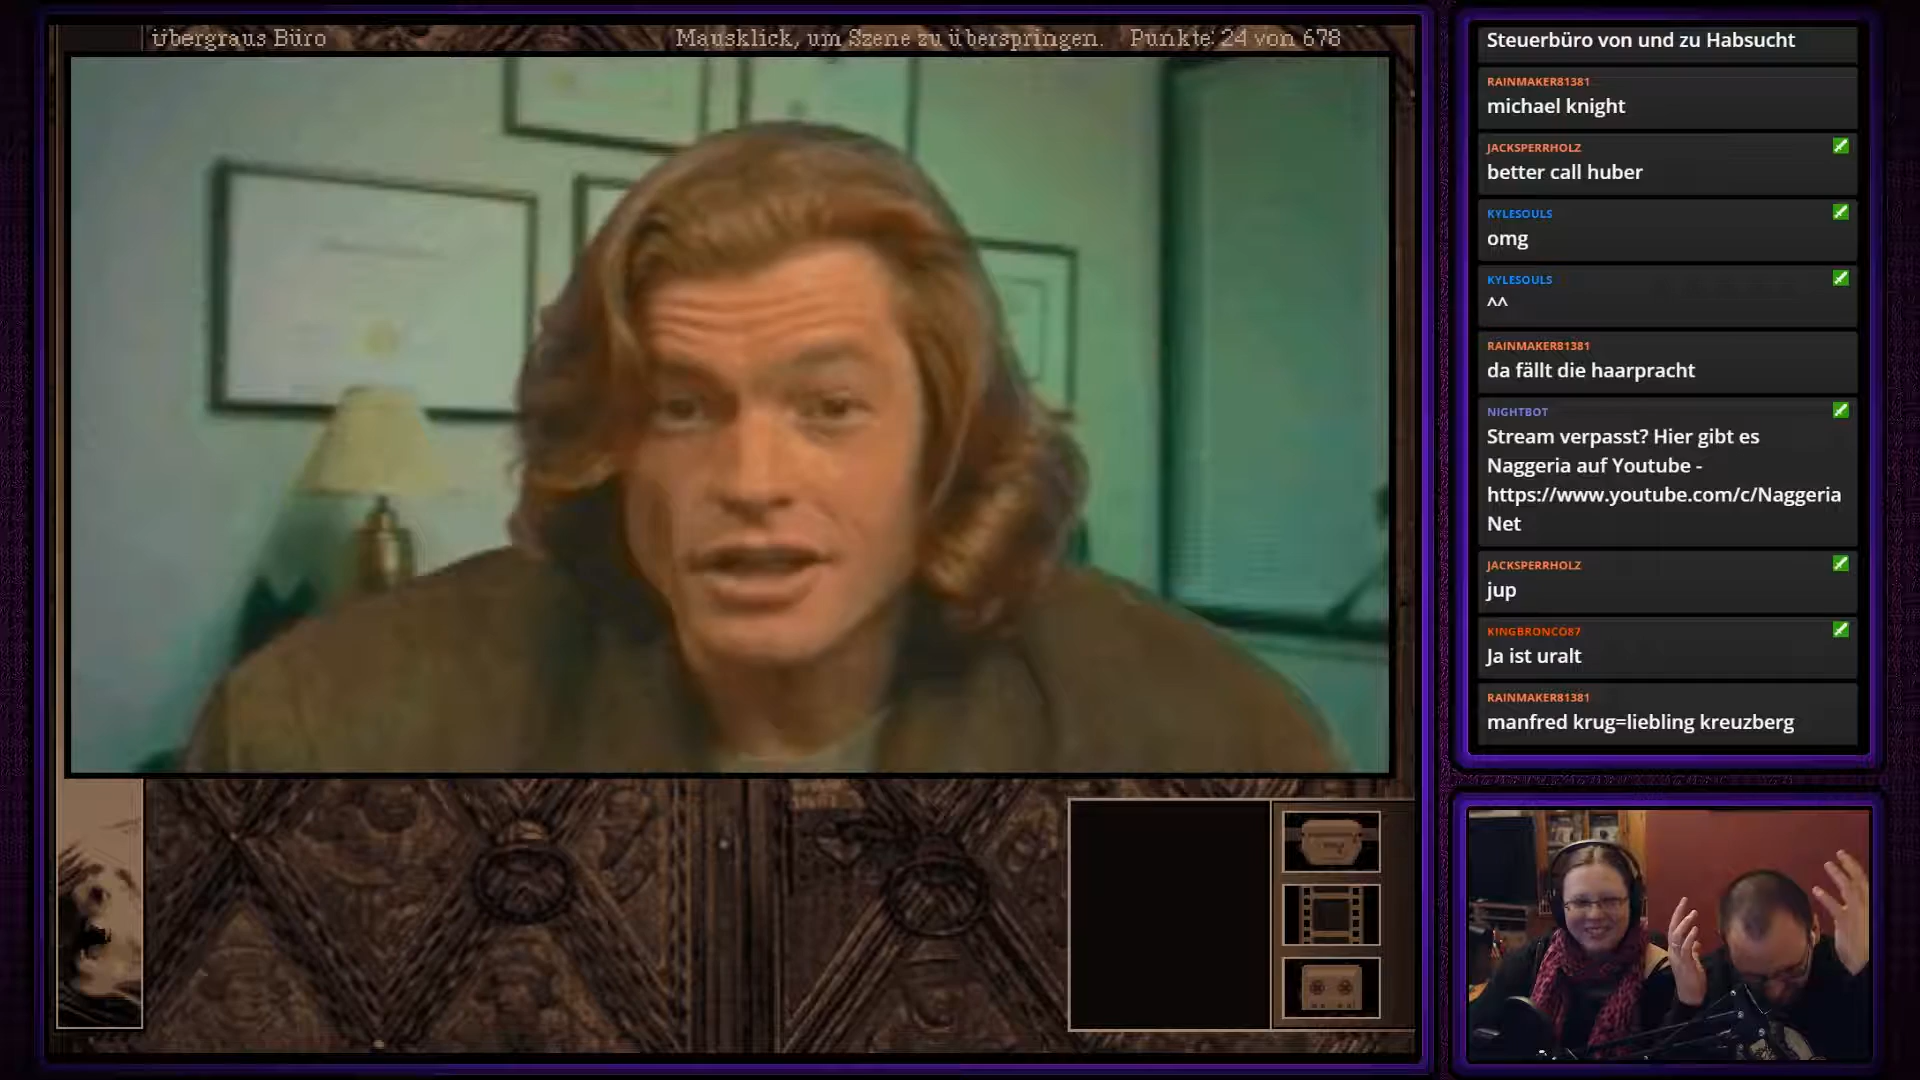 Übergraus Büro
Mausklick, um Szene zu überspringen. Punkte: 24 von 678
Steuerbüro von und zu Habsucht
RAINMAKER81381
michael knight
JACKSPERRHOLZ
better call huber
KYLESOULS
omg
KYLESOULS
^^
RAINMAKER81381
da fällt die haarpracht
NIGHTBOT
Stream verpasst? Hier gibt es
Naggeria auf Youtube -
https://www.youtube.com/c/Naggeria
Net
JACKSPERRHOLZ
jup
KINGBRONCO87
Ja ist uralt
RAINMAKER81381
manfred krug=liebling kreuzberg